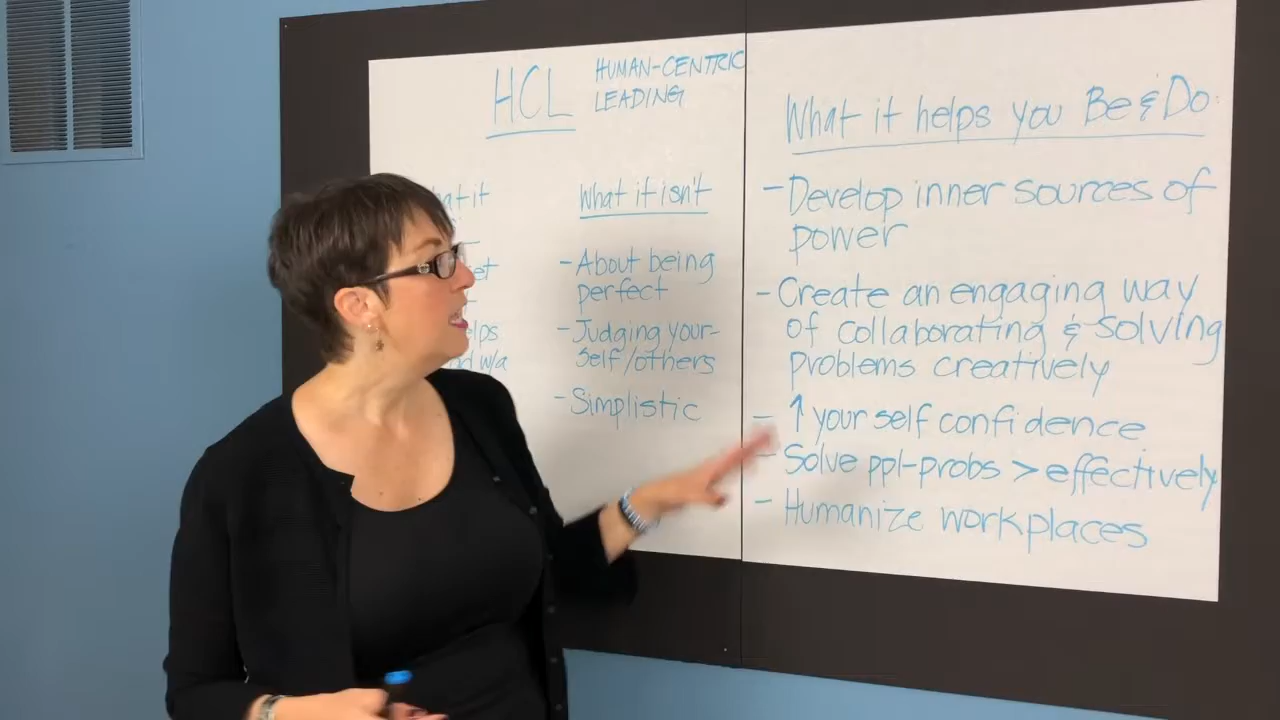 HCL
HUMAN-CENTRIC
LEADING
it
What it isn't
- About being
perfect
- Judging your-
self/others
- Simplistic
w/a
What it helps you Be & Do:
- Develop inner sources of
power
- Create an engaging way
of collaborating & solving
problems creatively
- ↑ your self confidence
- Solve ppl-probs > effectively
- Humanize workplaces